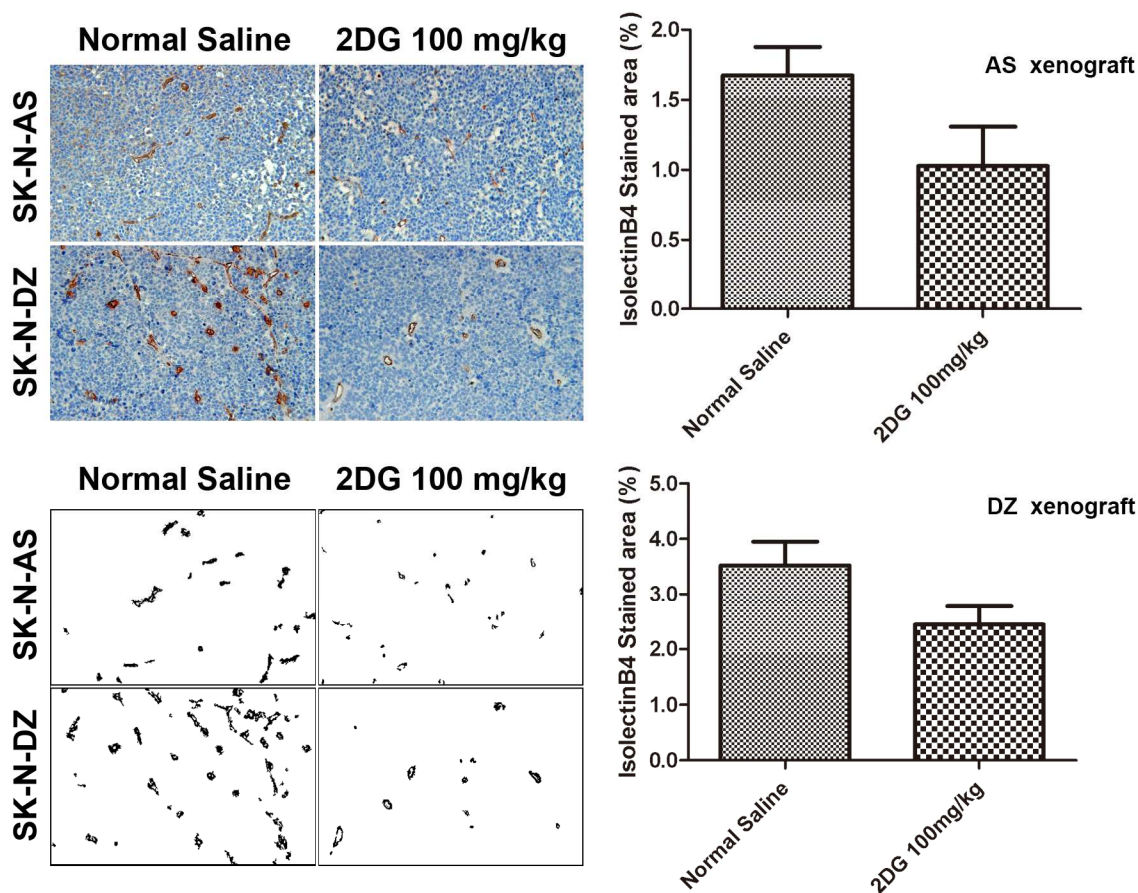 Normal Saline 2DG 100 mg/kg
SK-N-AS
SK-N-DZ
IsolectinB4 Stained area (%)
2.0
1.5
1.0
0.5
0.0
AS xenograft
Normal Saline
2DG 100mg/kg
Normal Saline 2DG 100 mg/kg
SK-N-AS
SK-N-DZ
IsolectinB4 Stained area (%)
5.0
4.0
3.0
2.0
1.0
0.0
DZ xenograft
Normal Saline
2DG 100mg/kg